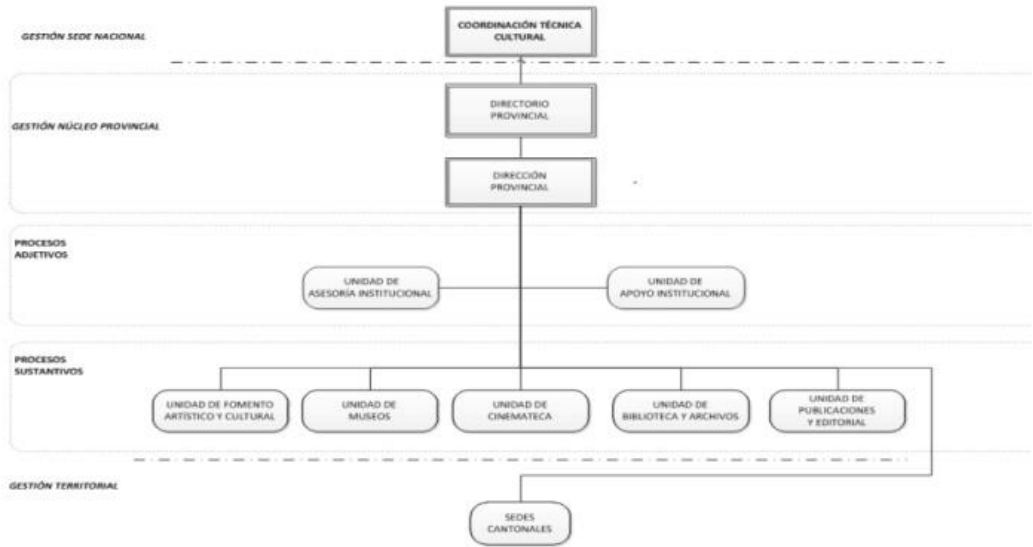 COORDINACIÓN TÉCNICA
CULTURAL
GESTIÓN SEDE NACIONAL
DIRECTORIO
PROVINCIAL
GESTIÓN NÚCLEO PROVINCIAL
DIRECCIÓN
PROVINCIAL
PROCESOS
ADJETIVOS
UNIDAD DE
ASESORÍA INSTITUCIONAL
UNIDAD DE
APOYO INSTITUCIONAL
PROCESOS
SUSTANTIVOS
UNIDAD DE FOMENTO
ARTÍSTICO Y CULTURAL
UNIDAD DE
MUSEOS
UNIDAD DE
CINEMATECA
UNIDAD DE
BIBLIOTECA Y ARCHIVOS
UNIDAD DE
PUBLICACIONES
Y EDITORIAL
GESTIÓN TERRITORIAL
SEDES
CANTONALES